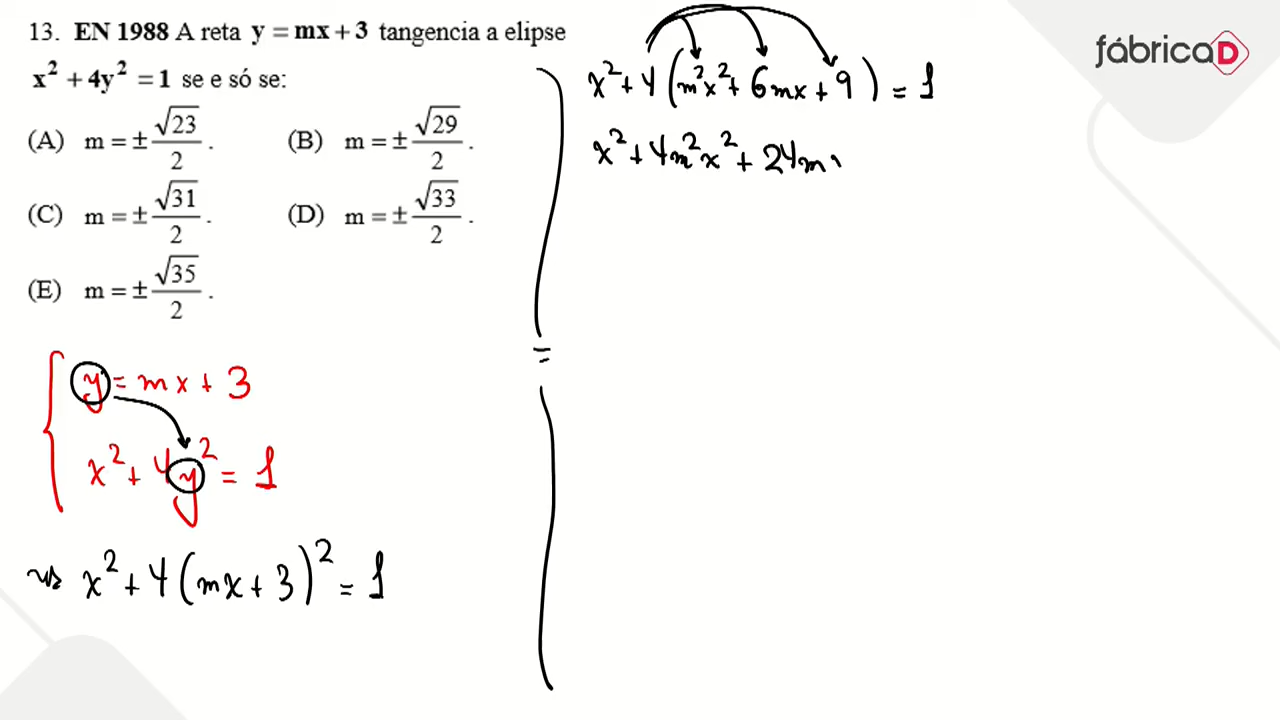 13. EN 1988 A reta y = mx + 3 tangencia a elipse
x² + 4y² = 1 se e só se:
(A) m = ± √23/2 . (B) m = ± √29/2 .
(C) m = ± √31/2 . (D) m = ± √33/2 .
(E) m = ± √35/2 .
y = mx + 3
x² + 4y² = 1
⇝ x² + 4(mx + 3)² = 1
=
x² + 4(m²x² + 6mx + 9) = 1
x² + 4m²x² + 24m
fábricaD